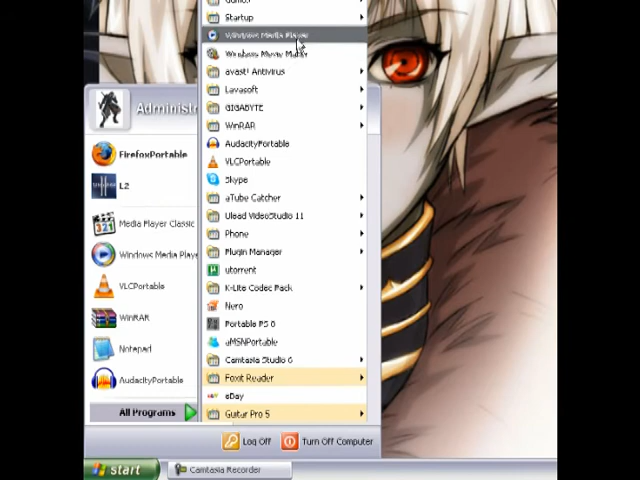 Startup
Windows Media Player
Windows Movie Maker
avast! Antivirus
Lavasoft
GIGABYTE
WinRAR
AudacityPortable
VLCPortable
Skype
aTube Catcher
Ulead VideoStudio 11
Phone
Plugin Manager
utorrent
K-Lite Codec Pack
Nero
Portable PS 8
aMSNPortable
Camtasia Studio 6
Foxit Reader
eBay
Guitar Pro 5
Administr
FirefoxPortable
L2
Media Player Classic
Windows Media Playe
VLCPortable
WinRAR
Notepad
AudacityPortable
All Programs
Log Off
Turn Off Computer
start
Camtasia Recorder